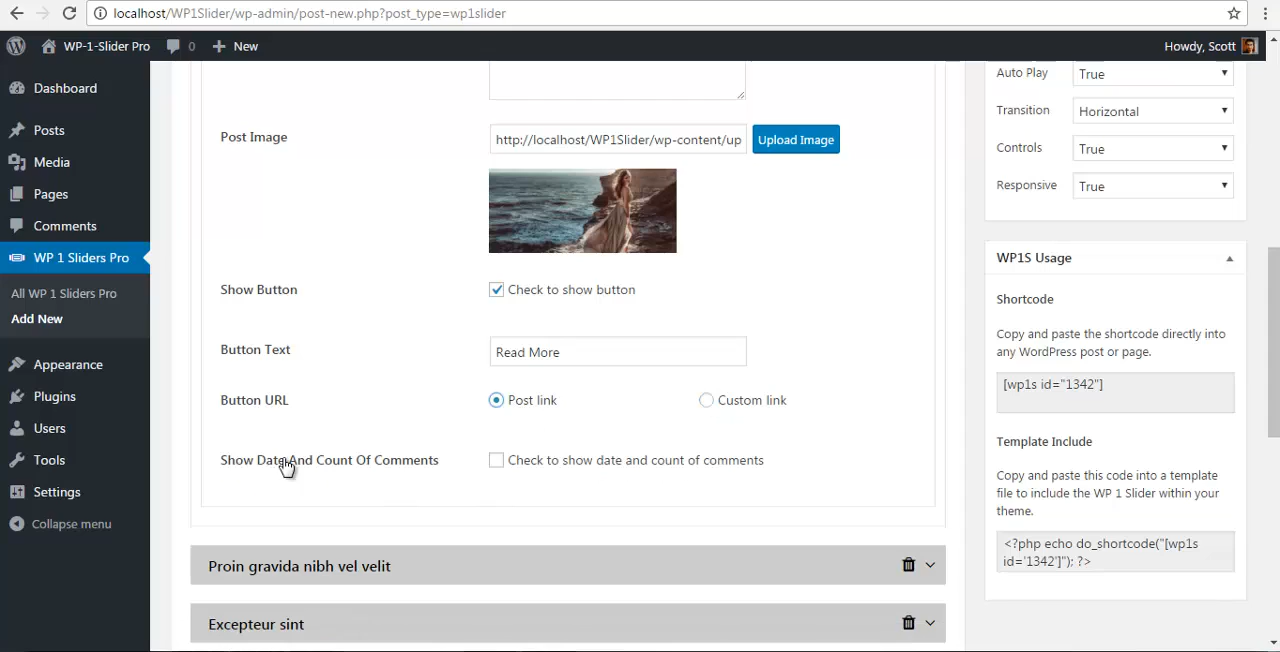 localhost/WP1Slider/wp-admin/post-new.php?post_type=wp1slider
WP-1-Slider Pro
0
New
Howdy, Scott
Dashboard
Posts
Media
Pages
Comments
WP 1 Sliders Pro
All WP 1 Sliders Pro
Add New
Appearance
Plugins
Users
Tools
Settings
Collapse menu
Post Image
http://localhost/WP1Slider/wp-content/up
Upload Image
Show Button
Check to show button
Button Text
Read More
Button URL
Post link
Custom link
Show Date And Count Of Comments
Check to show date and count of comments
Proin gravida nibh vel velit
Excepteur sint
Auto Play
True
Transition
Horizontal
Controls
True
Responsive
True
WP1S Usage
Shortcode
Copy and paste the shortcode directly into
any WordPress post or page.
[wp1s id="1342"]
Template Include
Copy and paste this code into a template
file to include the WP 1 Slider within your
theme.
<?php echo do_shortcode("[wp1s
id='1342']"); ?>